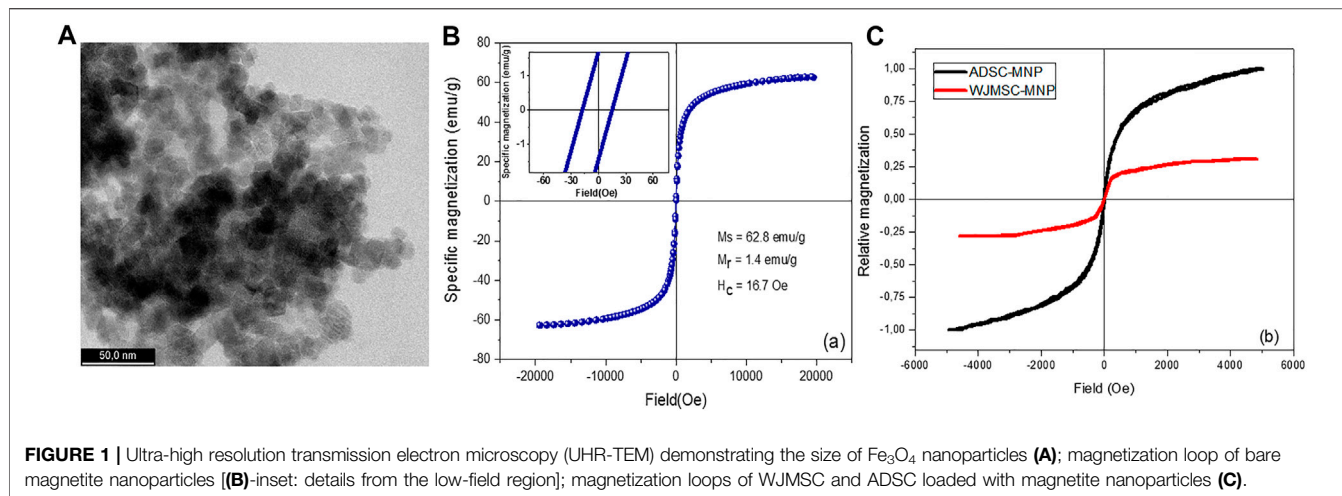 A
50,0 nm
B
80
60
40
20
0
-20
-40
-60
-80
Specific magnetization (emu/g)
-20000 -10000 0 10000 20000
Field(Oe)
1
0
-1
Specific magnetization (emu/g)
-60 -30 0 30 60
Field(Oe)
Ms = 62.8 emu/g
Mr = 1.4 emu/g
HC = 16.7 Oe
(a)
C
ADSC-MNP
WJMSC-MNP
1,00
0,75
0,50
0,25
0,00
-0,25
-0,50
-0,75
-1,00
Relative magnetization
-6000 -4000 -2000 0 2000 4000 6000
Field (Oe)
(b)
FIGURE 1 | Ultra-high resolution transmission electron microscopy (UHR-TEM) demonstrating the size of Fe3O4 nanoparticles (A); magnetization loop of bare
magnetite nanoparticles [(B)-inset: details from the low-field region]; magnetization loops of WJMSC and ADSC loaded with magnetite nanoparticles (C).